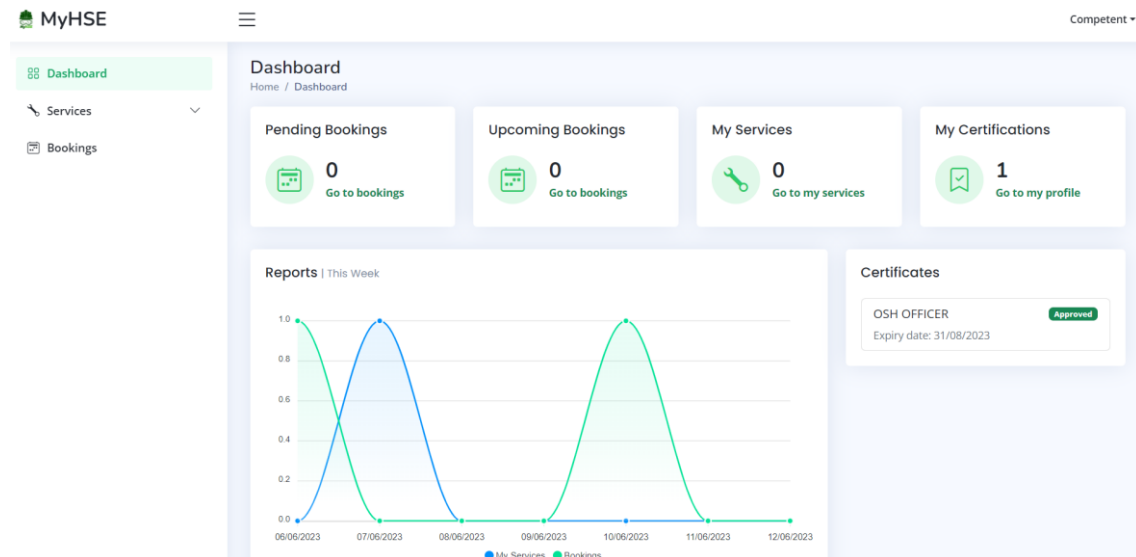 MyHSE
Competent
Dashboard
Services
Bookings
Dashboard
Home / Dashboard
Pending Bookings
0
Go to bookings
Upcoming Bookings
0
Go to bookings
My Services
0
Go to my services
My Certifications
1
Go to my profile
Reports | This Week
1.0
0.8
0.6
0.4
0.2
0.0
06/06/2023 07/06/2023 08/06/2023 09/06/2023 10/06/2023 11/06/2023 12/06/2023
My Services Bookings
Certificates
OSH OFFICER Approved
Expiry date: 31/08/2023